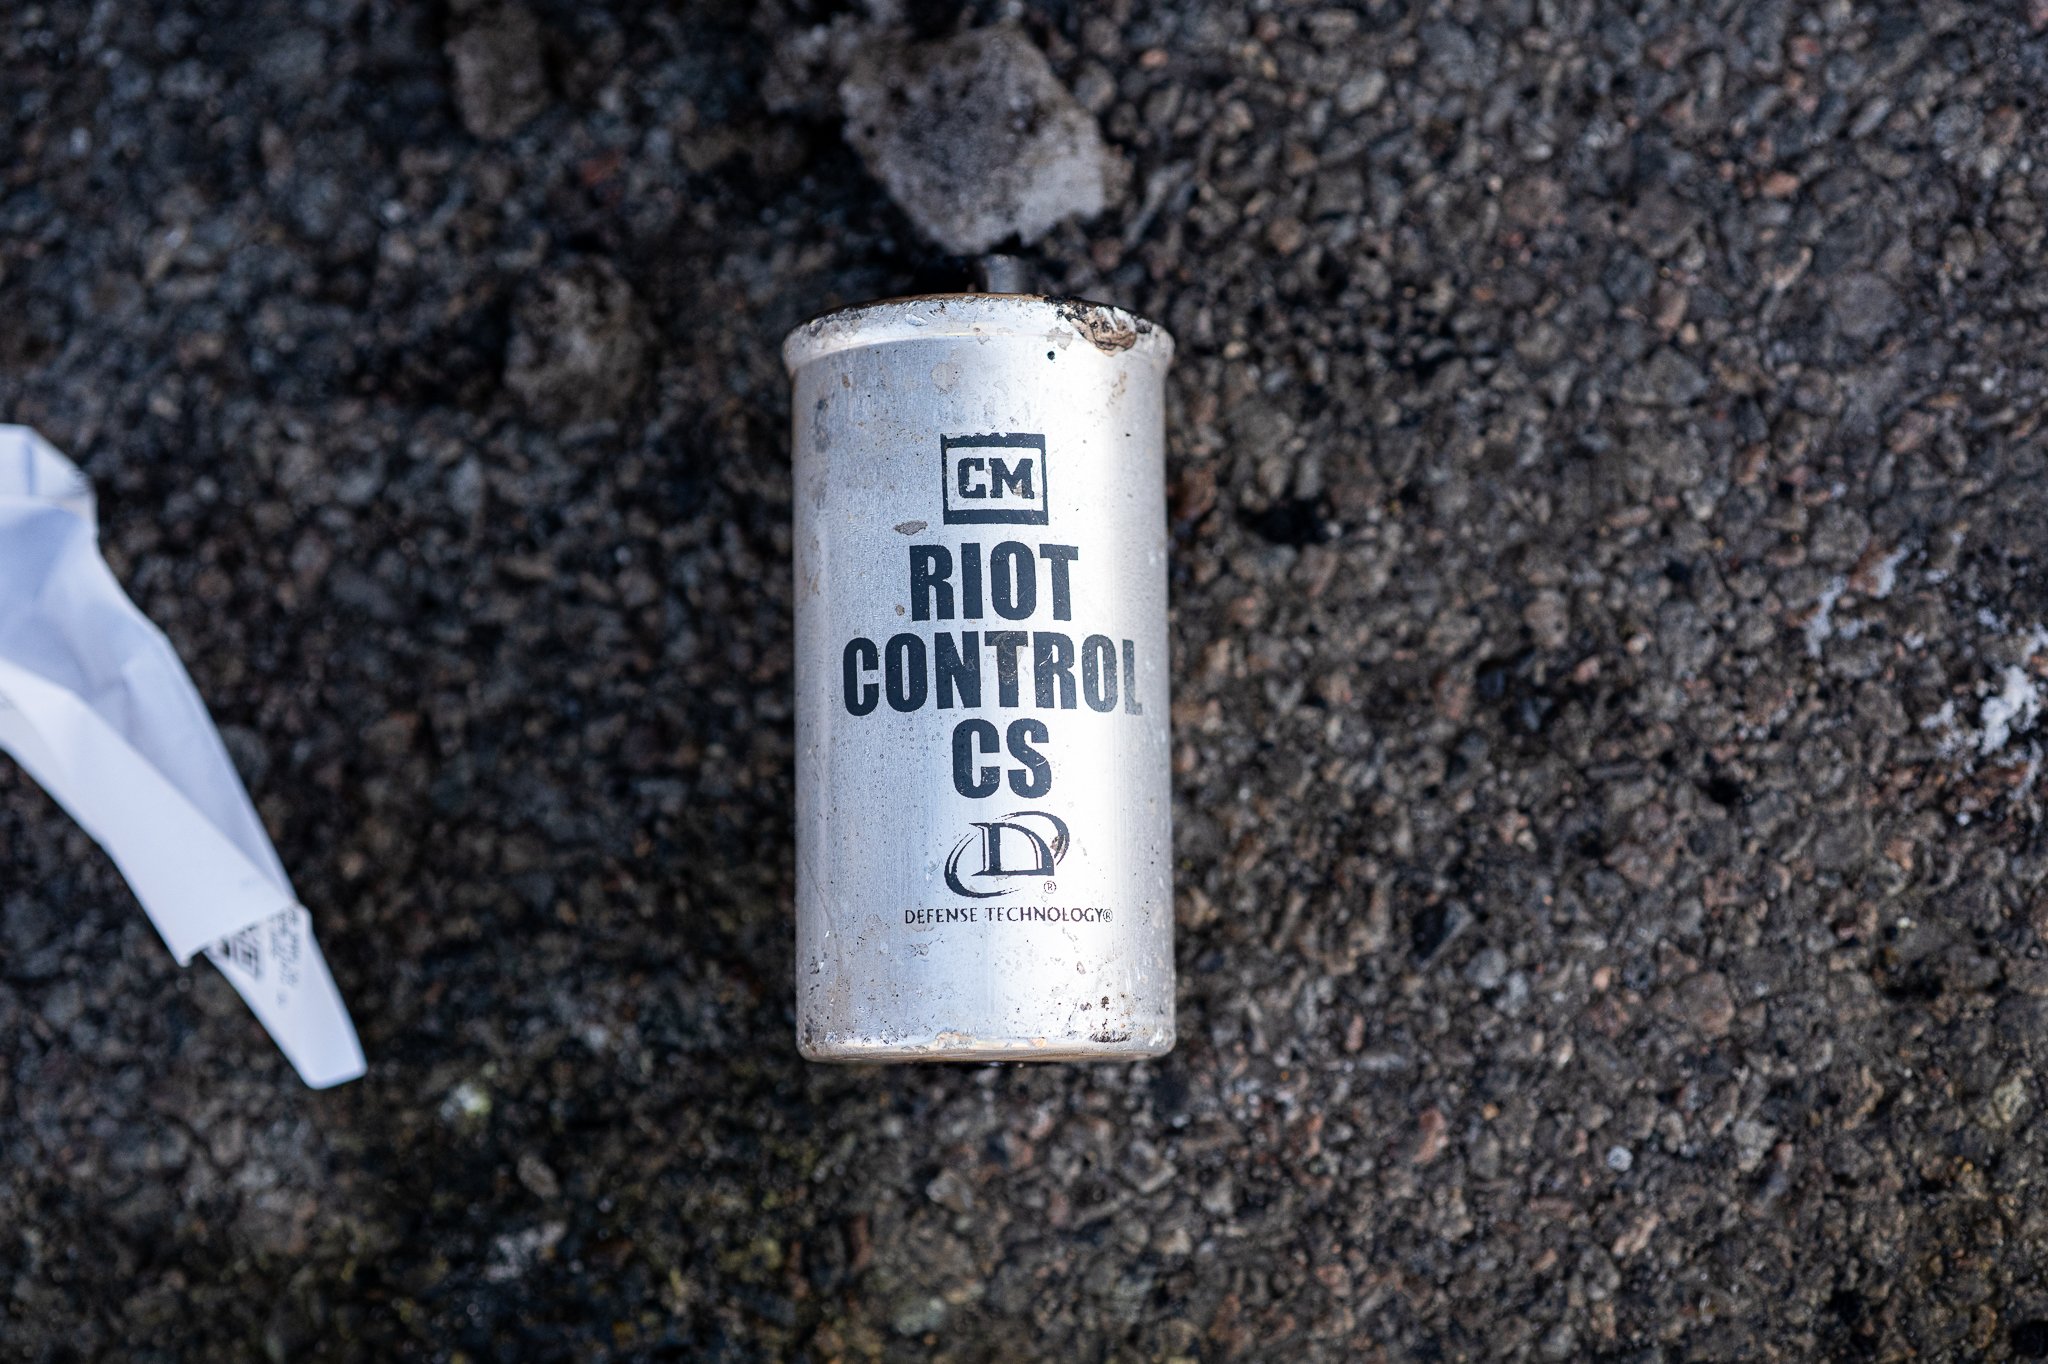 CM
RIOT
CONTROL
CS
D
®
DEFENSE TECHNOLOGY®